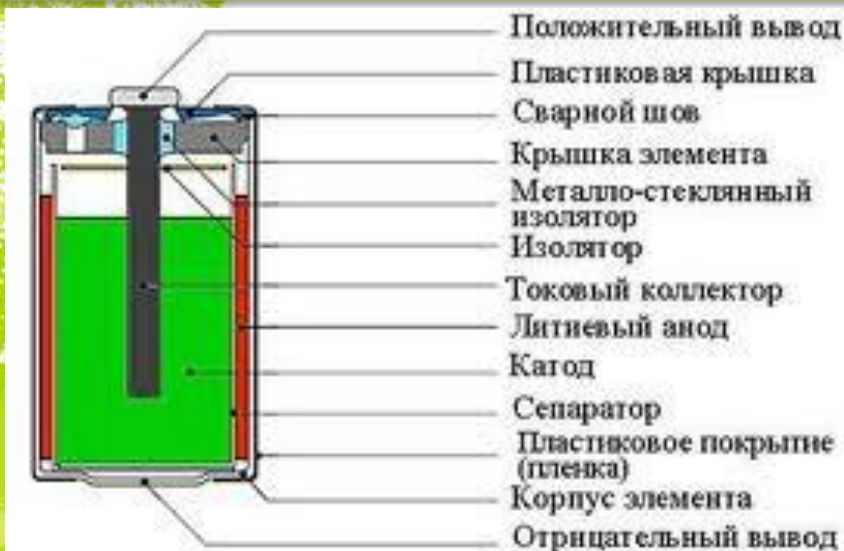 Положительный вывод
Пластиковая крышка
Сварной шов
Крышка элемента
Металло-стеклянный
изолятор
Изолятор
Токовый коллектор
Литиевый анод
Катод
Сепаратор
Пластиковое покрытие
(пленка)
Корпус элемента
Отрицательный вывод